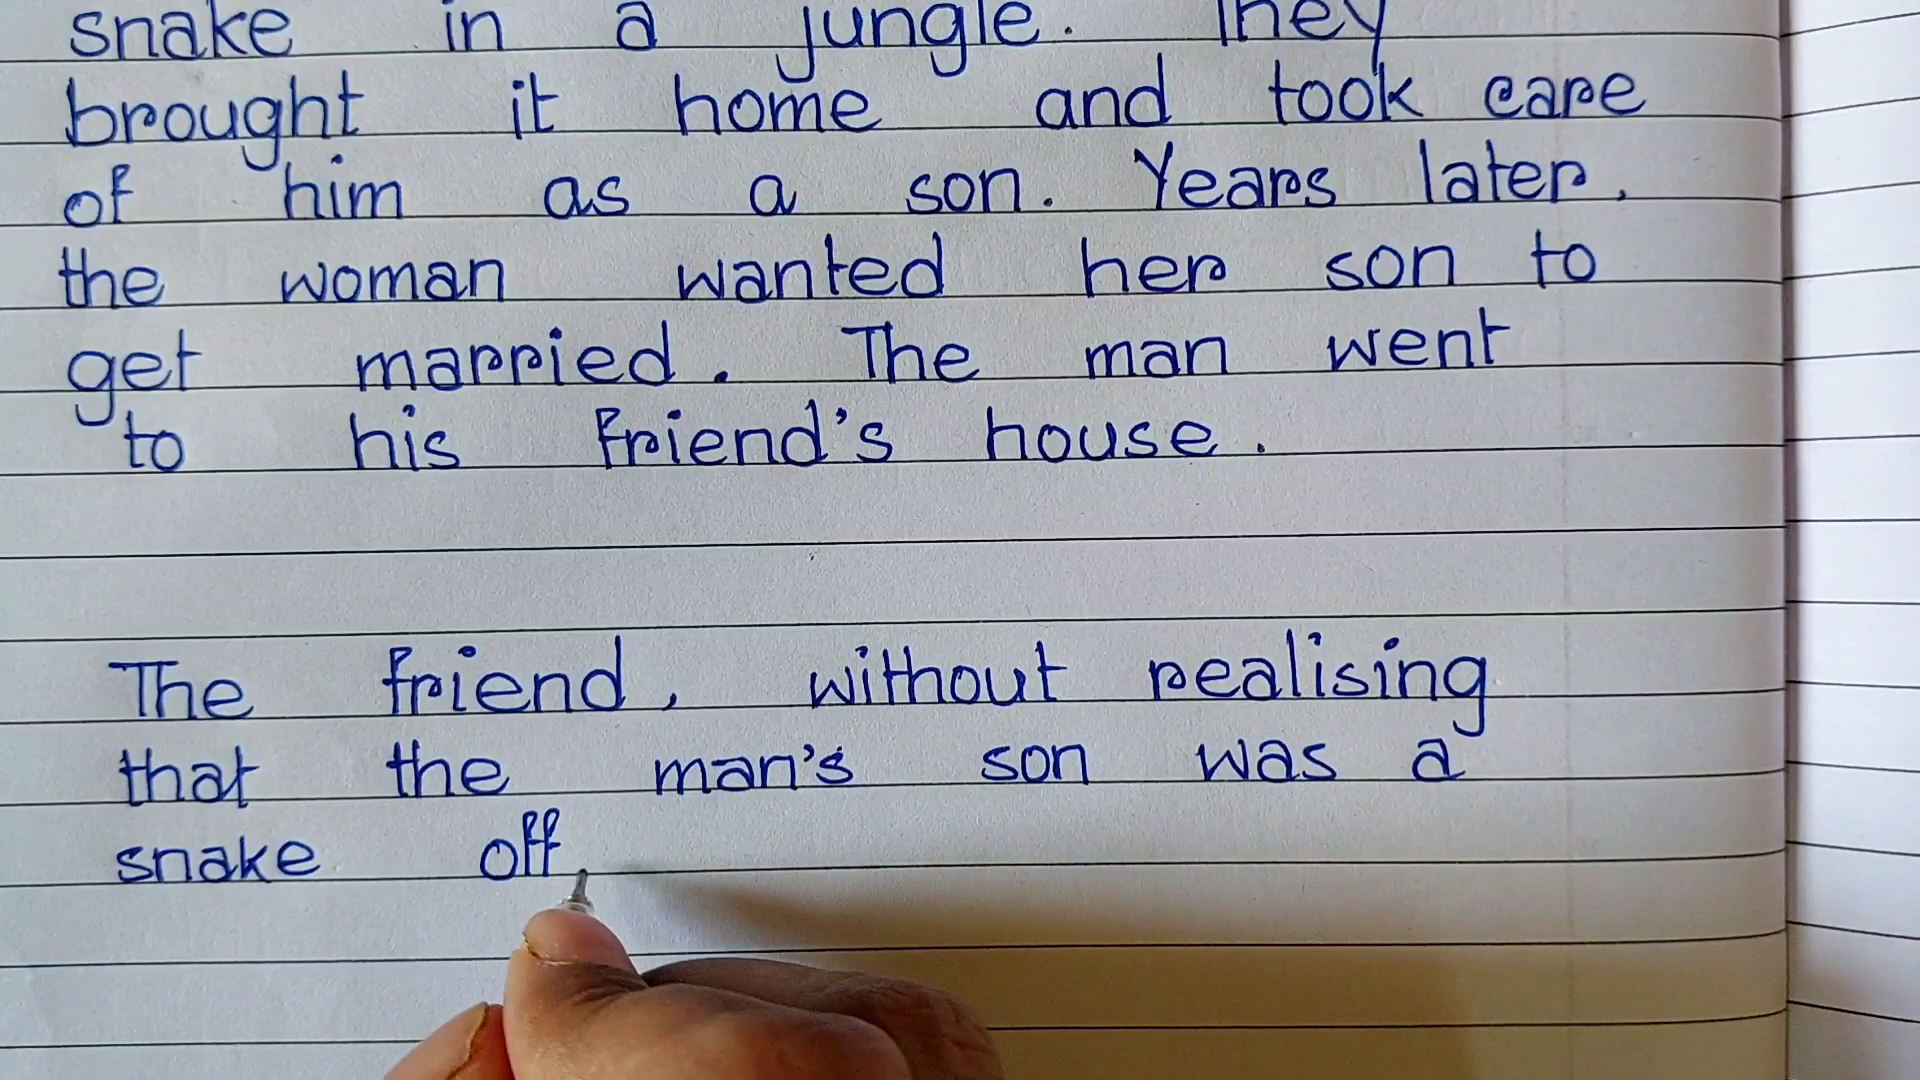 snake in a jungle. They
brought it home and took care
of him as a son. Years later,
the woman wanted her son to
get married. The man went
to his friend's house.
The friend, without realising
that the man's son was a
snake off